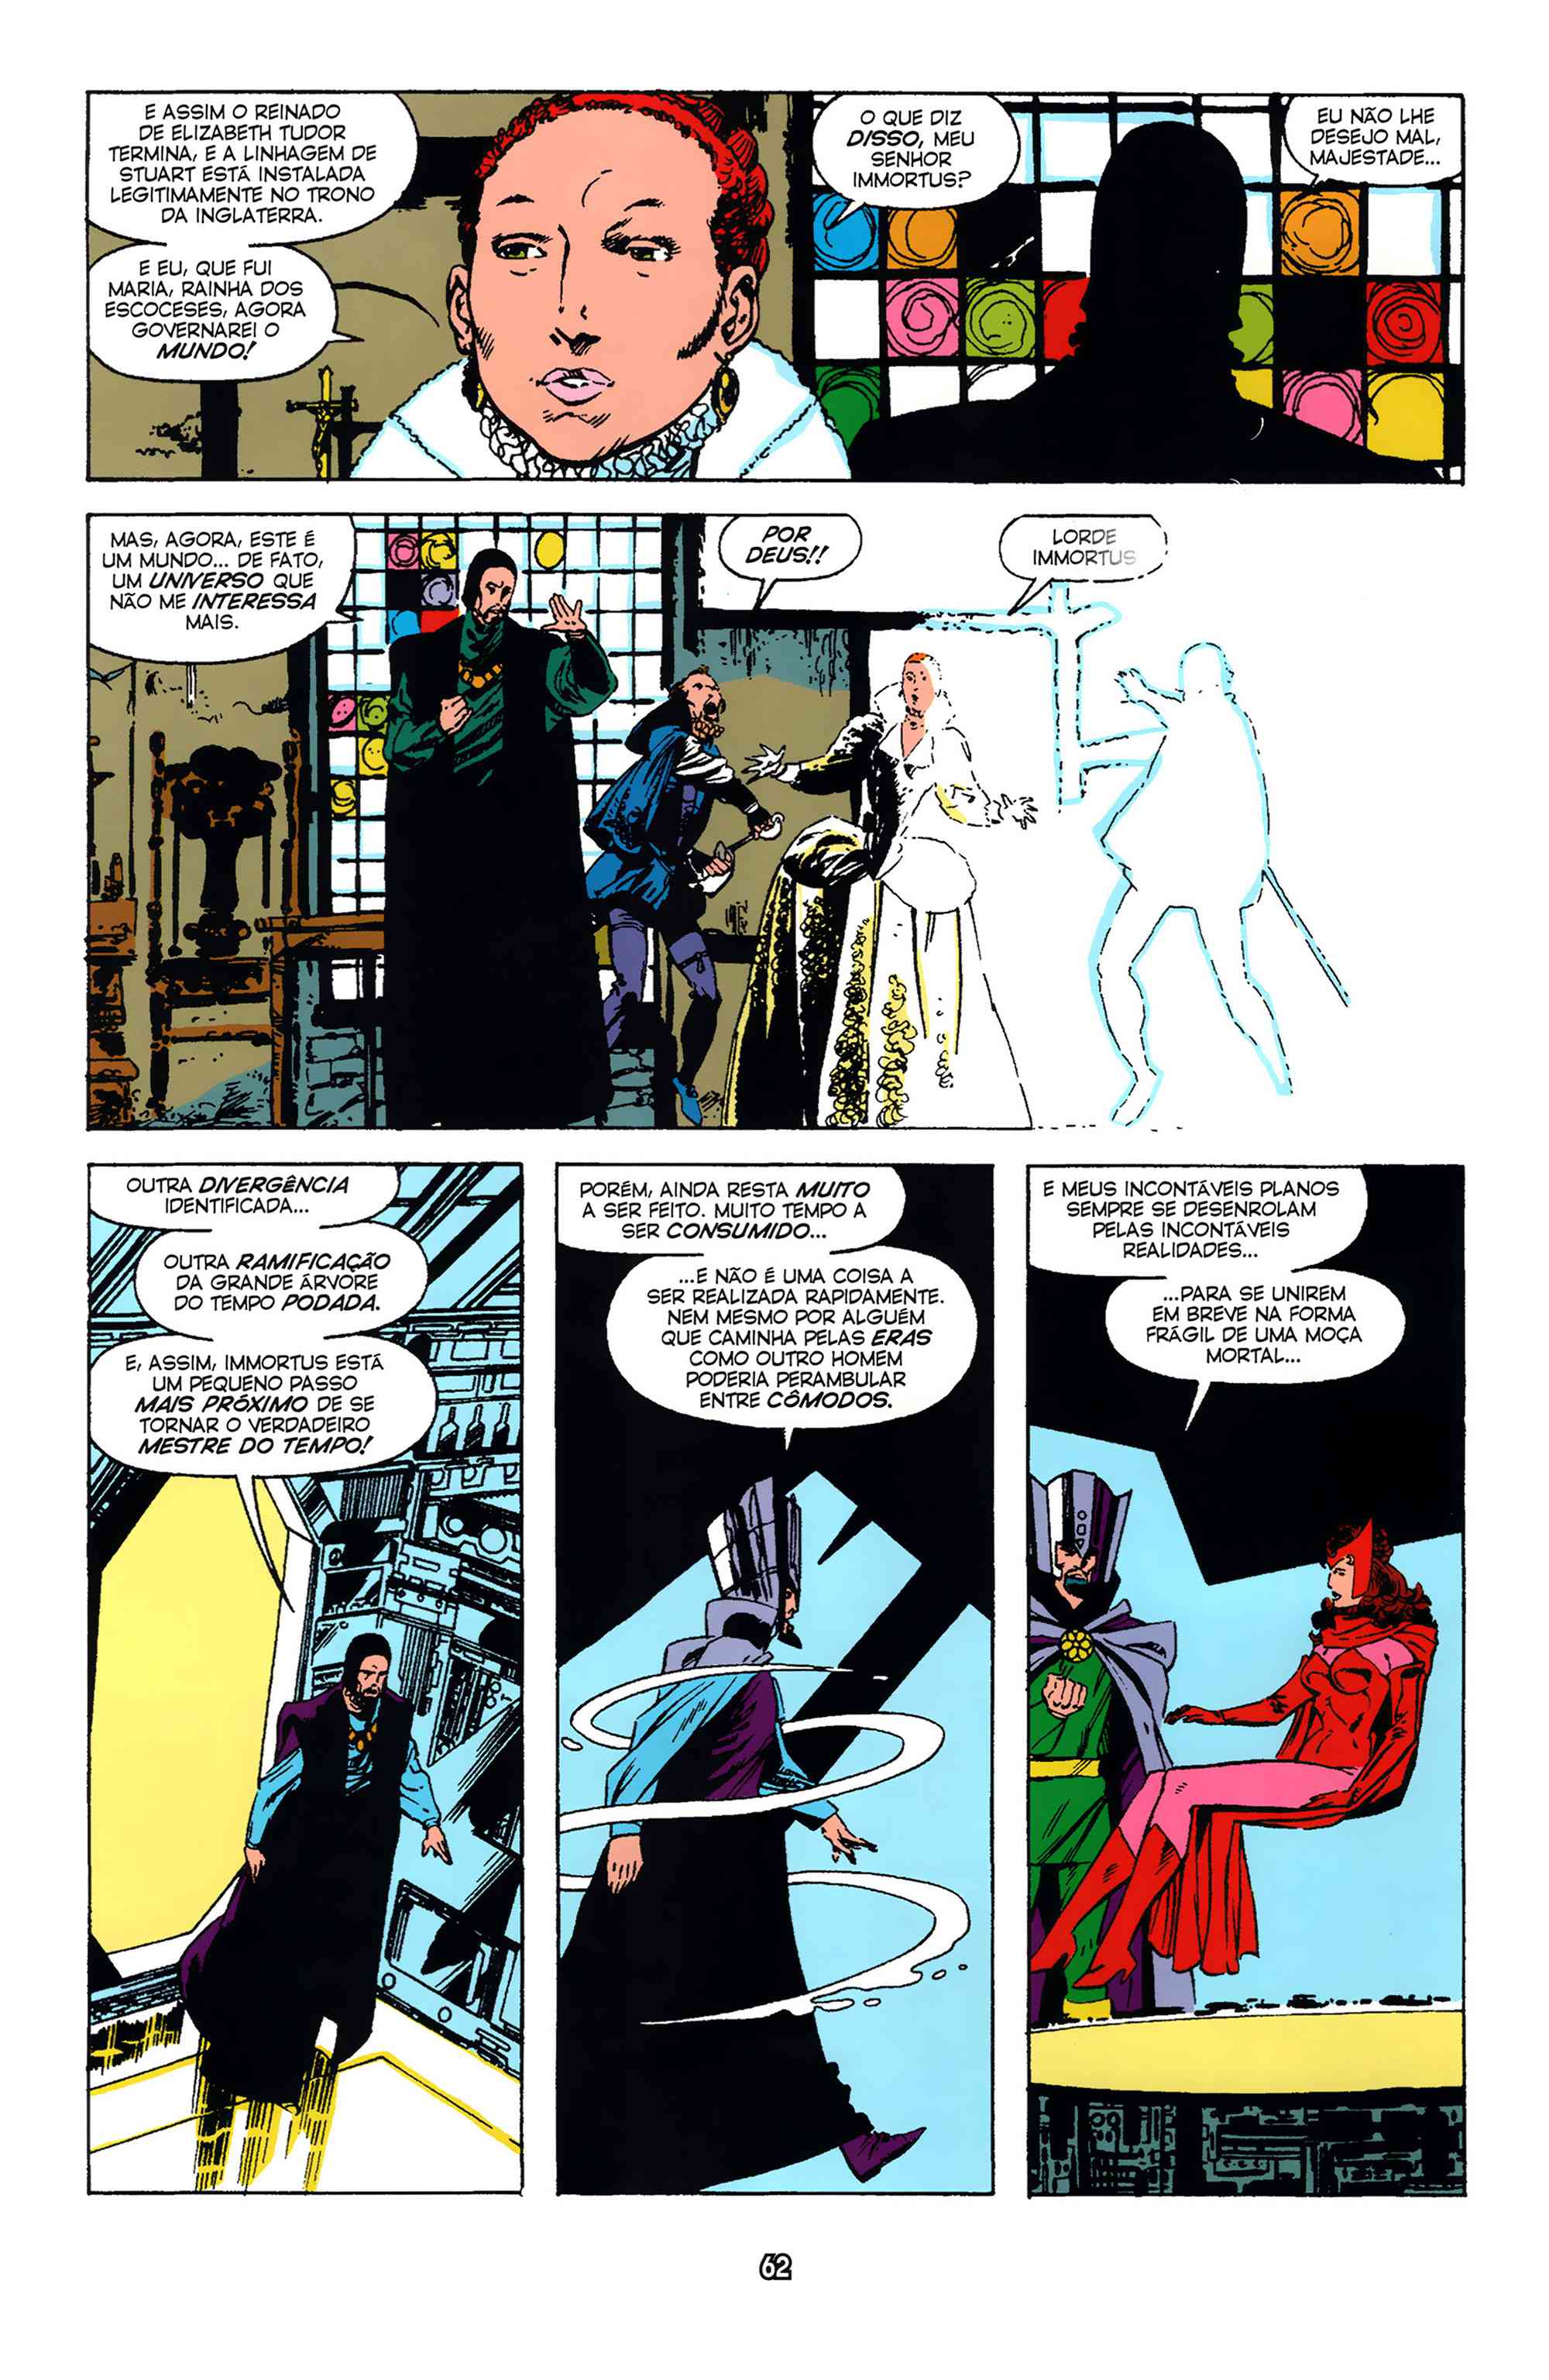 E ASSIM O REINADO
DE ELIZABETH TUDOR
TERMINA, E A LINHAGEM DE
STUART ESTÁ INSTALADA
LEGITIMAMENTE NO TRONO
DA INGLATERRA.
E EU, QUE FUI
MARIA, RAINHA DOS
ESCOCESES, AGORA
GOVERNAREI O
MUNDO!
O QUE DIZ
DISSO, MEU
SENHOR
IMMORTUS?
EU NÃO LHE
DESEJO MAL,
MAJESTADE...
MAS, AGORA, ESTE É
UM MUNDO... DE FATO,
UM UNIVERSO QUE
NÃO ME INTERESSA
MAIS.
POR
DEUS!!
LORDE
IMMORTUS
OUTRA DIVERGÊNCIA
IDENTIFICADA...
OUTRA RAMIFICAÇÃO
DA GRANDE ÁRVORE
DO TEMPO PODADA.
E, ASSIM, IMMORTUS ESTÁ
UM PEQUENO PASSO
MAIS PRÓXIMO DE SE
TORNAR O VERDADEIRO
MESTRE DO TEMPO!
PORÉM, AINDA RESTA MUITO
A SER FEITO. MUITO TEMPO A
SER CONSUMIDO...
...E NÃO É UMA COISA A
SER REALIZADA RAPIDAMENTE.
NEM MESMO POR ALGUÉM
QUE CAMINHA PELAS ERAS
COMO OUTRO HOMEM
PODERIA PERAMBULAR
ENTRE CÔMODOS.
E MEUS INCONTÁVEIS PLANOS
SEMPRE SE DESENROLAM
PELAS INCONTÁVEIS
REALIDADES...
...PARA SE UNIREM
EM BREVE NA FORMA
FRÁGIL DE UMA MOÇA
MORTAL...
62